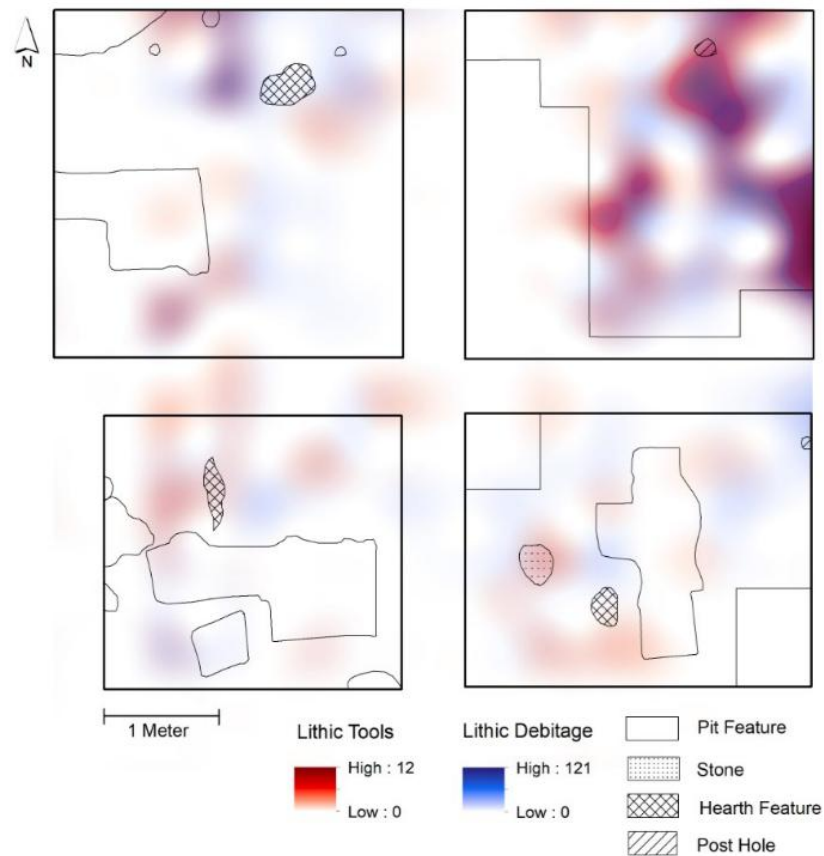 N
1 Meter
Lithic Tools
High : 12
Low : 0
Lithic Debitage
High : 121
Low : 0
Pit Feature
Stone
Hearth Feature
Post Hole